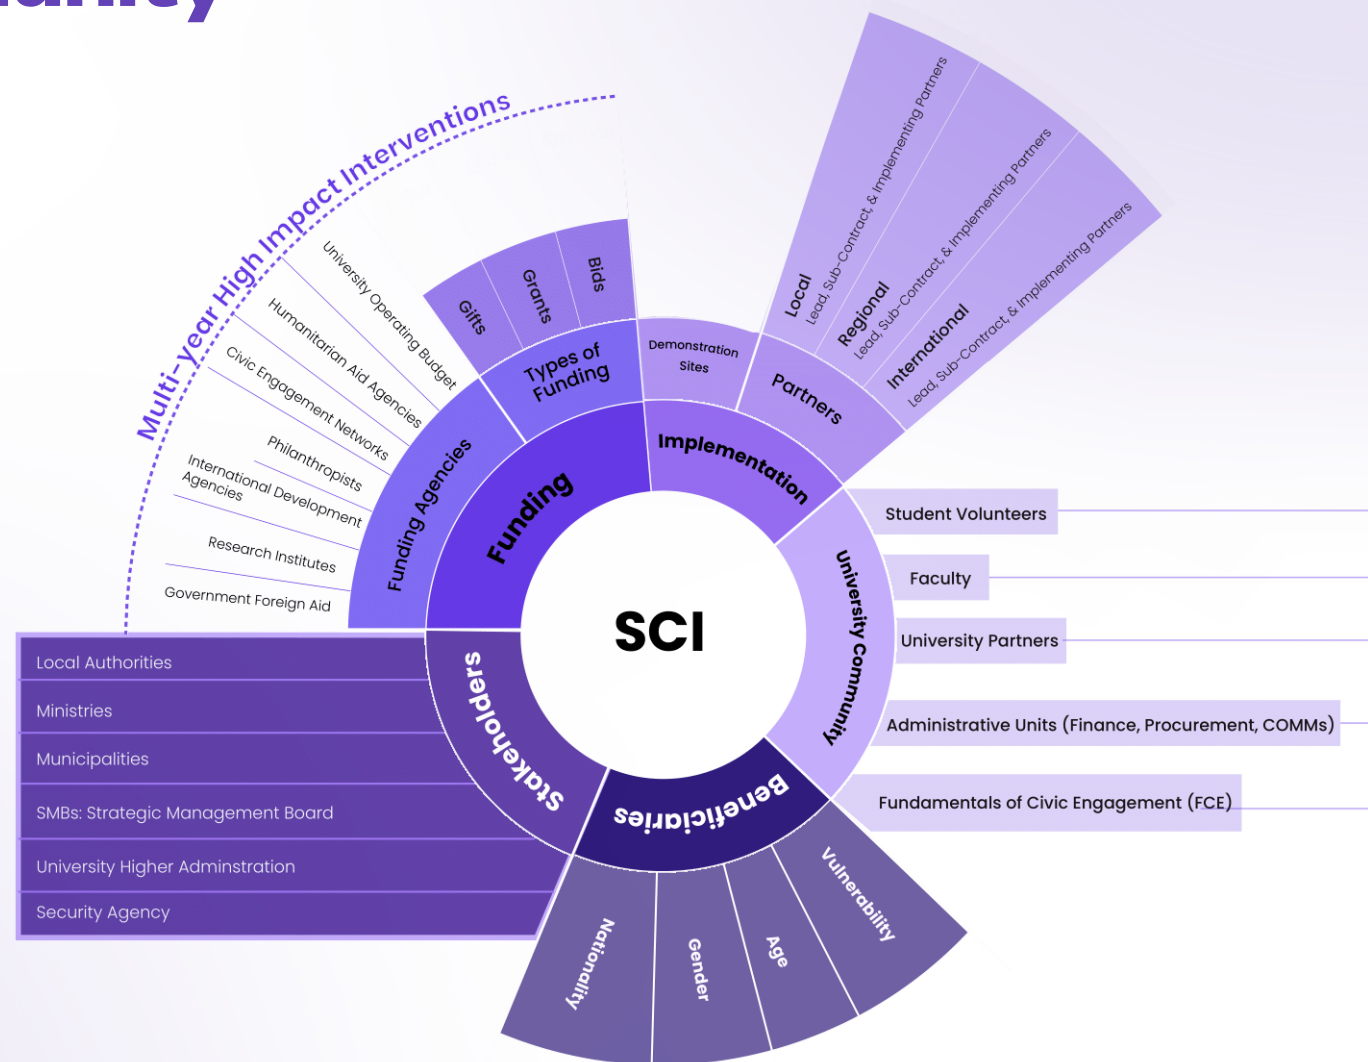 Multi-year High Impact Interventions
University Operating Budget
Humanitarian Aid Agencies
Civic Engagement Networks
Philanthropists
International Development
Agencies
Research Institutes
Government Foreign Aid
Funding Agencies
Gifts
Grants
Bids
Types of
Funding
Funding
Demonstration
Sites
Partners
Implementation
Local
Lead, Sub-Contract, & Implementing Partners
Regional
Lead, Sub-Contract, & Implementing Partners
International
Lead, Sub-Contract, & Implementing Partners
SCI
University Community
Student Volunteers
Faculty
University Partners
Administrative Units (Finance, Procurement, COMMs)
Fundamentals of Civic Engagement (FCE)
Stakeholders
Local Authorities
Ministries
Municipalities
SMBs: Strategic Management Board
University Higher Adminstration
Security Agency
Beneficiaries
Nationality
Gender
Age
Vulnerability